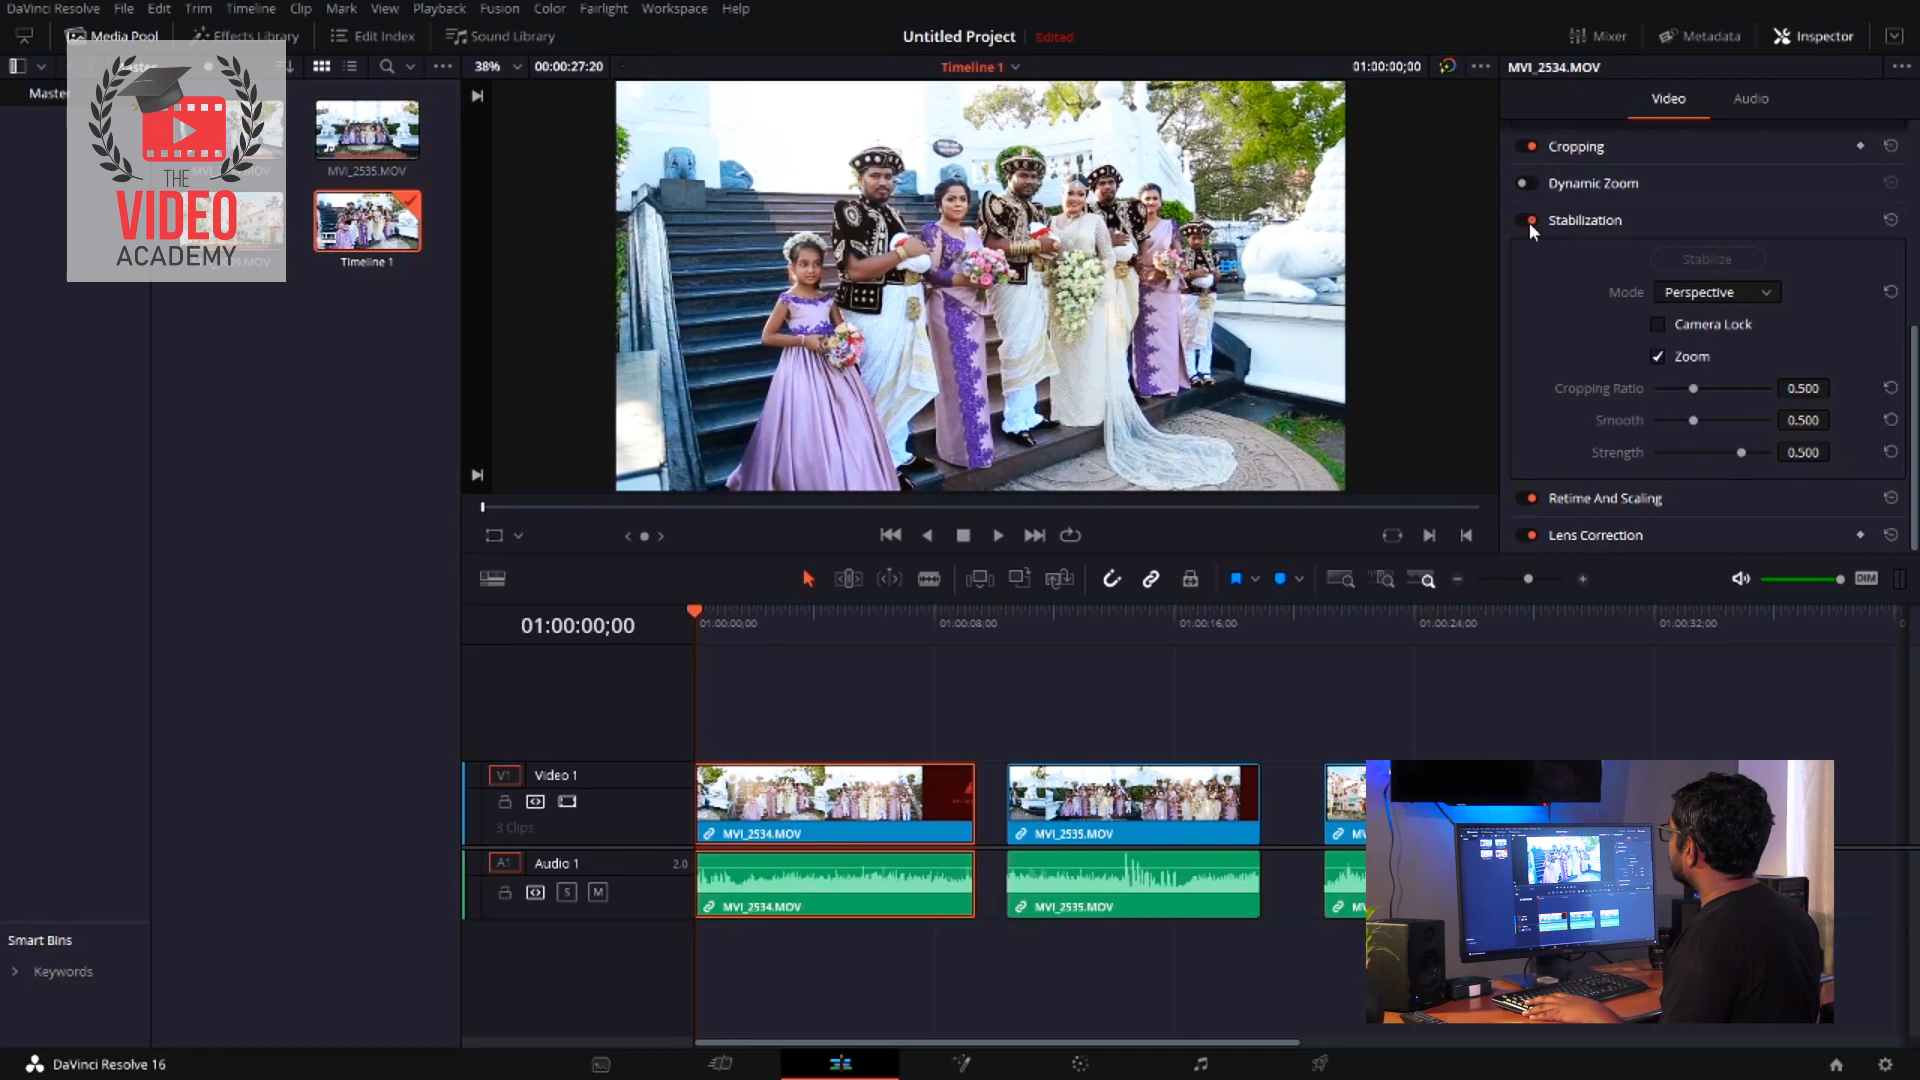 DaVinci Resolve File Edit Trim Timeline Clip Mark View Playback Fusion Color Fairlight Workspace Help
Media Pool Effects Library Edit Index Sound Library Untitled Project Edited Mixer Metadata Inspector
38% 00:00:27:20 Timeline 1 01:00:00;00 MVI_2534.MOV
Master
Video Audio
THE
VIDEO
ACADEMY
MVI_2535.MOV
Timeline 1
Cropping
Dynamic Zoom
Stabilization
Stabilize
Mode Perspective
Camera Lock
Zoom
Cropping Ratio 0.500
Smooth 0.500
Strength 0.500
Retime And Scaling
Lens Correction
DIM
01:00:00;00
01:00:00;00 01:00:08;00 01:00:16;00 01:00:24;00 01:00:32;00
V1 Video 1
3 Clips
MVI_2534.MOV MVI_2535.MOV
A1 Audio 1 2.0
S M
MVI_2534.MOV MVI_2535.MOV
Smart Bins
Keywords
DaVinci Resolve 16